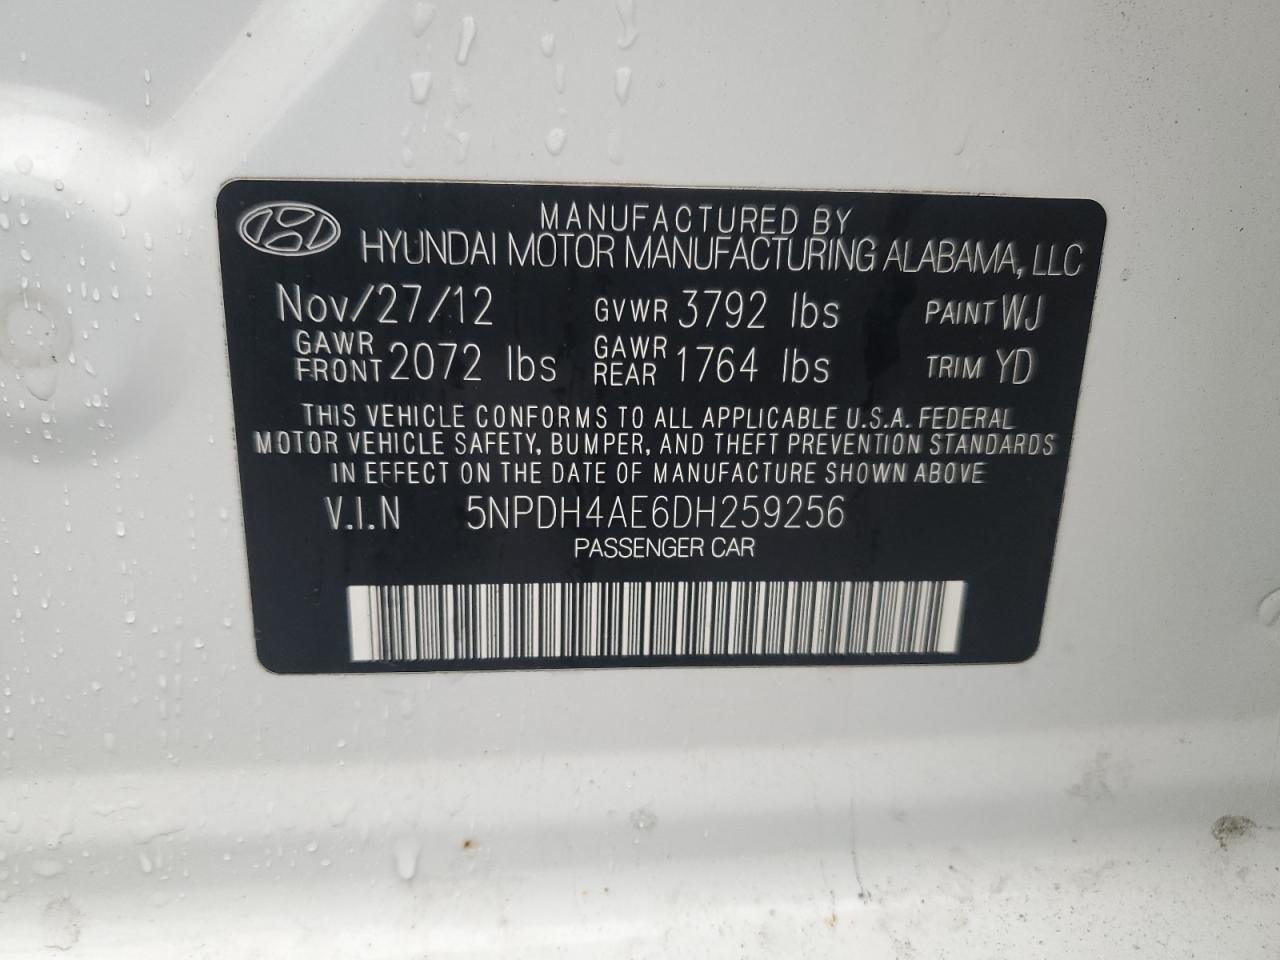 MANUFACTURED BY
HYUNDAI MOTOR MANUFACTURING ALABAMA, LLC
Nov/27/12 GVWR 3792 lbs PAINT WJ
GAWR FRONT 2072 lbs GAWR REAR 1764 lbs TRIM YD
THIS VEHICLE CONFORMS TO ALL APPLICABLE U.S.A. FEDERAL
MOTOR VEHICLE SAFETY, BUMPER, AND THEFT PREVENTION STANDARDS
IN EFFECT ON THE DATE OF MANUFACTURE SHOWN ABOVE
V.I.N 5NPDH4AE6DH259256
PASSENGER CAR